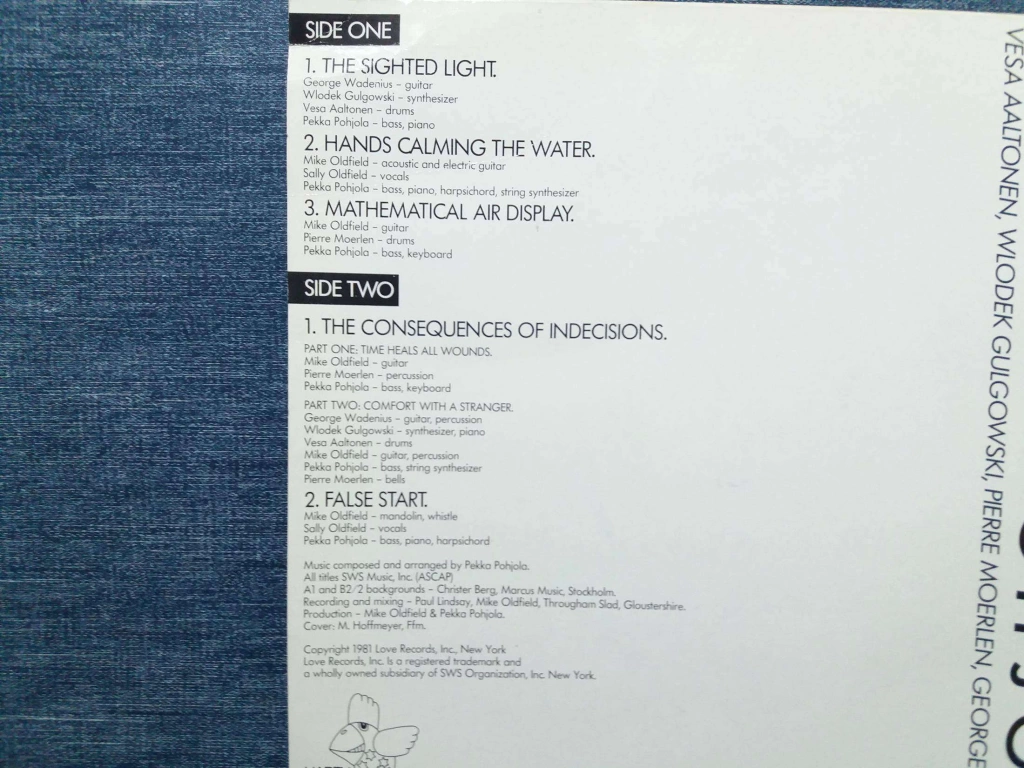 SIDE ONE
1. THE SIGHTED LIGHT.
George Wadenius – guitar
Wlodek Gulgowski – synthesizer
Vesa Aaltonen – drums
Pekka Pohjola – bass, piano
2. HANDS CALMING THE WATER.
Mike Oldfield – acoustic and electric guitar
Sally Oldfield – vocals
Pekka Pohjola – bass, piano, harpsichord, string synthesizer
3. MATHEMATICAL AIR DISPLAY.
Mike Oldfield – guitar
Pierre Moerlen – drums
Pekka Pohjola – bass, keyboard
SIDE TWO
1. THE CONSEQUENCES OF INDECISIONS.
PART ONE: TIME HEALS ALL WOUNDS.
Mike Oldfield – guitar
Pierre Moerlen – percussion
Pekka Pohjola – bass, keyboard
PART TWO: COMFORT WITH A STRANGER.
George Wadenius – guitar, percussion
Wlodek Gulgowski – synthesizer, piano
Vesa Aaltonen – drums
Mike Oldfield – guitar, percussion
Pekka Pohjola – bass, string synthesizer
Pierre Moerlen – bells
2. FALSE START.
Mike Oldfield – mandolin, whistle
Sally Oldfield – vocals
Pekka Pohjola – bass, piano, harpsichord
Music composed and arranged by Pekka Pohjola.
All titles SWS Music, Inc. (ASCAP)
A1 and B2/2 backgrounds – Christer Berg, Marcus Music, Stockholm.
Recording and mixing – Paul Lindsay, Mike Oldfield, Througham Slad, Gloustershire.
Production – Mike Oldfield & Pekka Pohjola.
Cover: M. Hoffmeyer, Ffm.
Copyright 1981 Love Records, Inc., New York
Love Records, Inc. Is a registered trademark and
a wholly owned subsidiary of SWS Organization, Inc. New York.
VESA AALTONEN, WLODEK GULGOWSKI, PIERRE MOERLEN, GEORGE